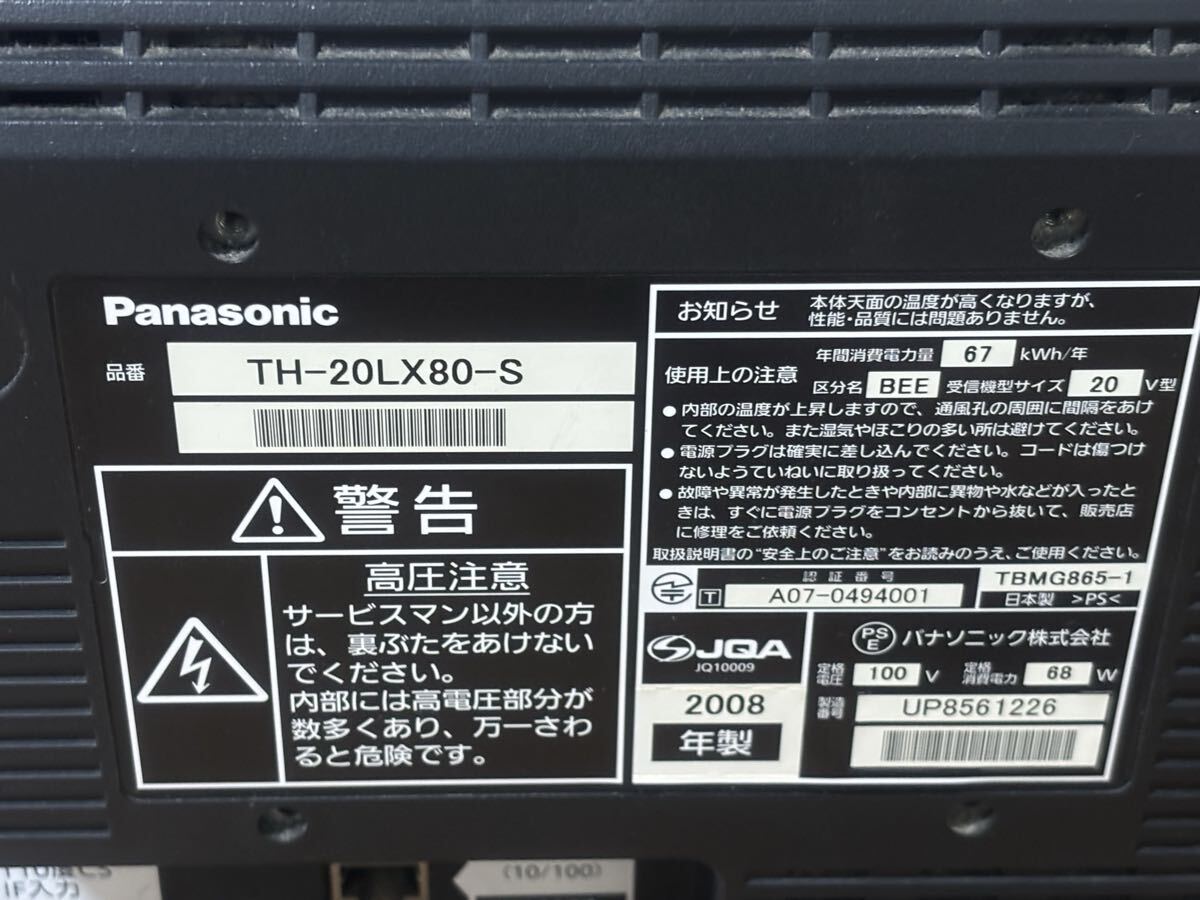 Panasonic
品番 TH-20LX80-S
警告
高圧注意
サービスマン以外の方
は、裏ぶたをあけない
でください。
内部には高電圧部分が
数多くあり、万一さわ
ると危険です。
お知らせ
本体天面の温度が高くなりますが、
性能・品質には問題ありません。
使用上の注意
年間消費電力量 67 kWh/年
区分名 BEE 受信機型サイズ 20 V型
● 内部の温度が上昇しますので、通風孔の周囲に間隔をあけ
てください。また湿気やほこりの多い所は避けてください。
● 電源プラグは確実に差し込んでください。コードは傷つけ
ないようていねいに取り扱ってください。
● 故障や異常が発生したときや内部に異物や水などが入ったと
きは、すぐに電源プラグをコンセントから抜いて、販売店
に修理をご依頼ください。
取扱説明書の“安全上のご注意”をお読みのうえ、ご使用ください。
認証番号
T A07-0494001
TBMG865-1
日本製 >PS<
JQA
JQ10009
2008
年製
PSE パナソニック株式会社
定格電圧 100 V 定格消費電力 68 W
製造番号 UP8561226
110度CS
IF入力
(10/100)